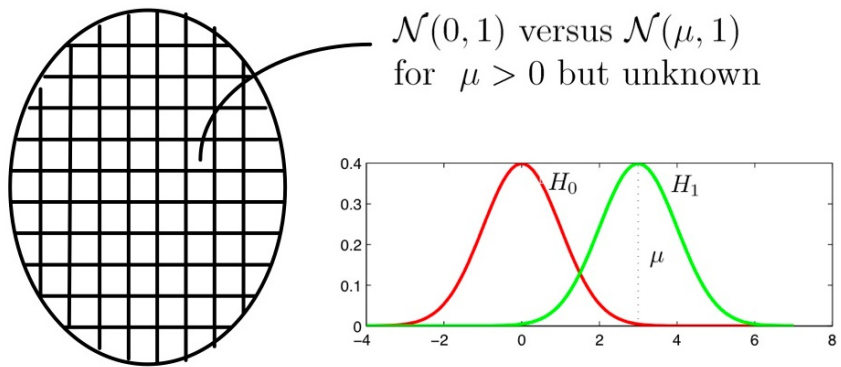 𝒩(0, 1) versus 𝒩(μ, 1)
for μ > 0 but unknown
0.4
0.3
0.2
0.1
0
H₀
H₁
μ
−4 −2 0 2 4 6 8